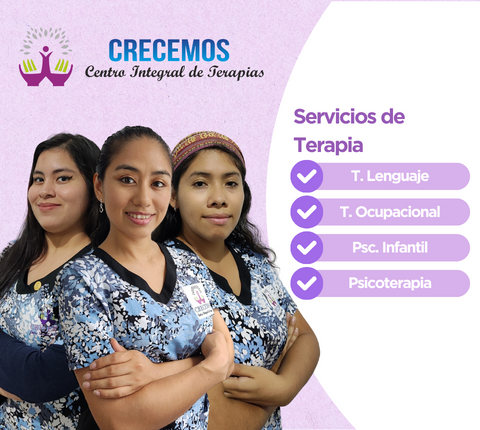 CRECEMOS
Centro Integral de Terapias
Servicios de
Terapia
T. Lenguaje
T. Ocupacional
Psc. Infantil
Psicoterapia